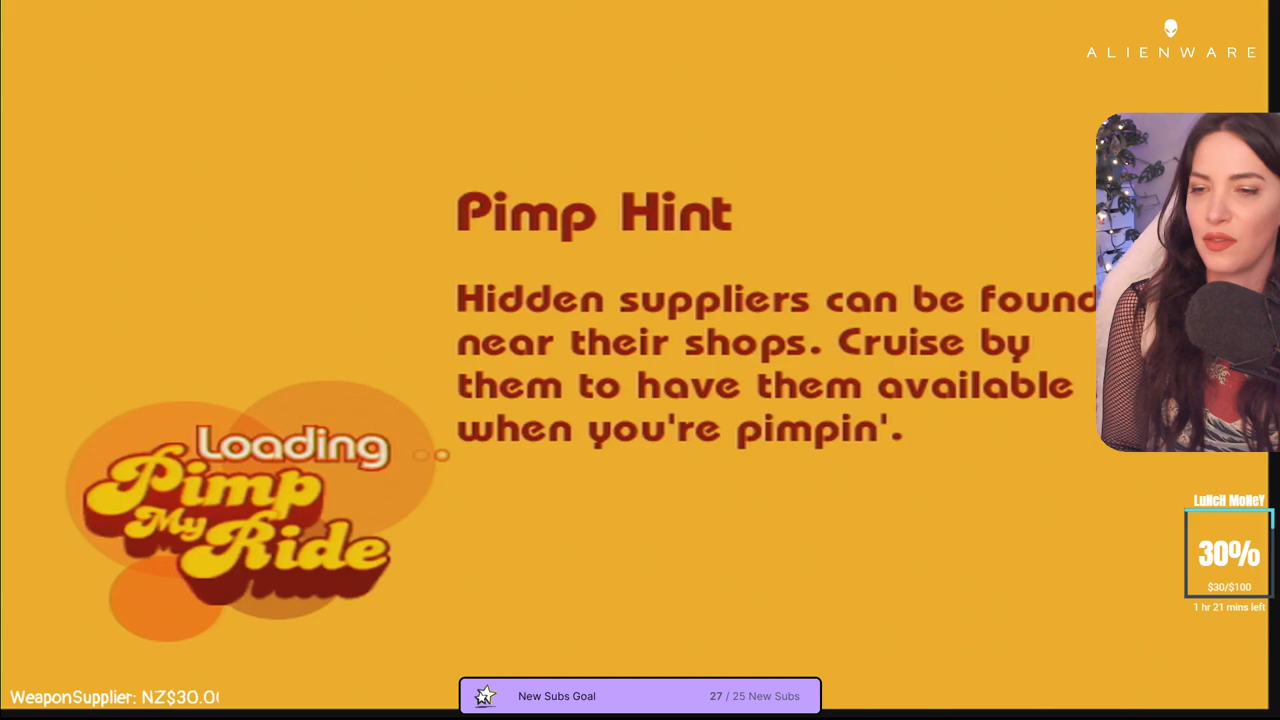 ALIENWARE
Pimp Hint
Hidden suppliers can be found
near their shops. Cruise by
them to have them available
when you're pimpin'.
Loading
Pimp
My
Ride
LuNcH MoNeY
30%
$30/$100
1 hr 21 mins left
WeaponSupplier: NZ$30.0
New Subs Goal
27 / 25 New Subs